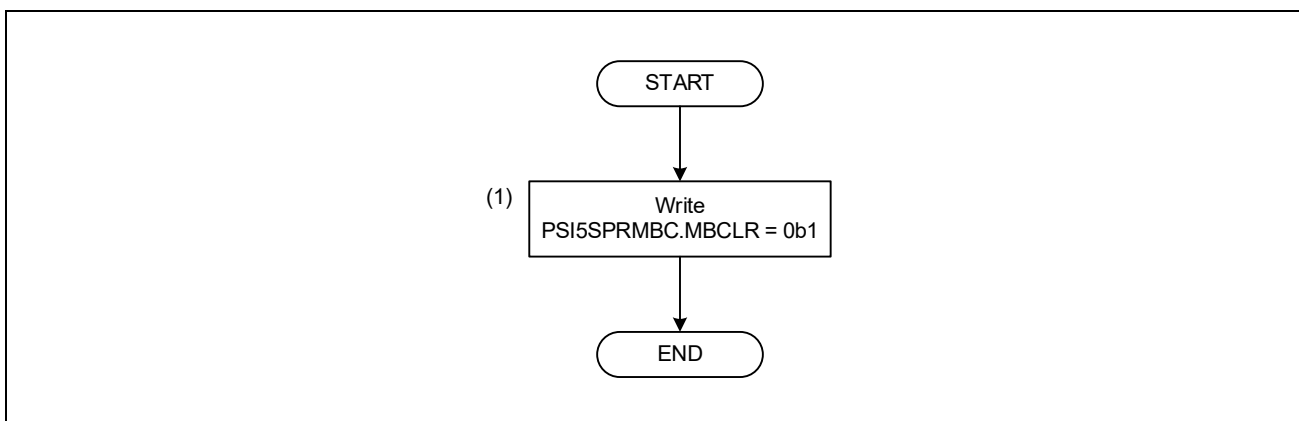 START
(1)
Write
PSI5SPRMBC.MBCLR = 0b1
END